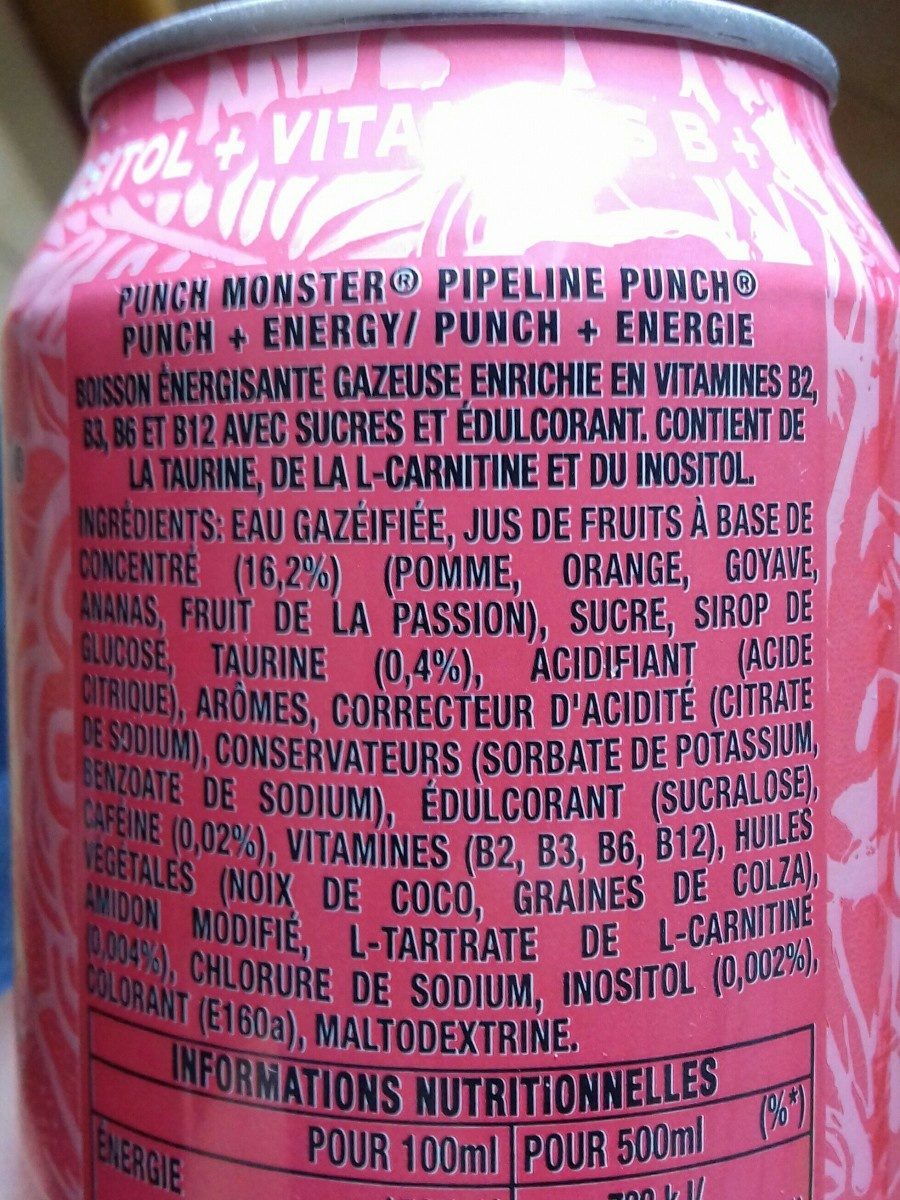 SITOL + VITA S B +
PUNCH MONSTER® PIPELINE PUNCH®
PUNCH + ENERGY/ PUNCH + ENERGIE
BOISSON ÉNERGISANTE GAZEUSE ENRICHIE EN VITAMINES B2,
B3, B6 ET B12 AVEC SUCRES ET ÉDULCORANT. CONTIENT DE
LA TAURINE, DE LA L-CARNITINE ET DU INOSITOL.
INGRÉDIENTS: EAU GAZÉIFIÉE, JUS DE FRUITS À BASE DE
CONCENTRÉ (16,2%) (POMME, ORANGE, GOYAVE,
ANANAS, FRUIT DE LA PASSION), SUCRE, SIROP DE
GLUCOSE, TAURINE (0,4%), ACIDIFIANT (ACIDE
CITRIQUE), ARÔMES, CORRECTEUR D'ACIDITÉ (CITRATE
DE SODIUM), CONSERVATEURS (SORBATE DE POTASSIUM,
BENZOATE DE SODIUM), ÉDULCORANT (SUCRALOSE),
CAFÉINE (0,02%), VITAMINES (B2, B3, B6, B12), HUILES
VÉGÉTALES (NOIX DE COCO, GRAINES DE COLZA),
AMIDON MODIFIÉ, L-TARTRATE DE L-CARNITINE
(0,004%), CHLORURE DE SODIUM, INOSITOL (0,002%),
COLORANT (E160a), MALTODEXTRINE.
INFORMATIONS NUTRITIONNELLES
POUR 100ml POUR 500ml (%*)
ÉNERGIE